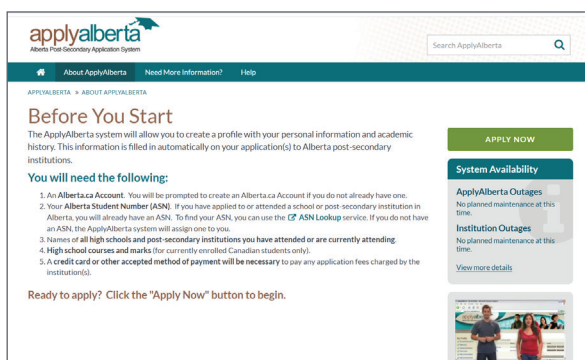 applyalberta
Alberta Post-Secondary Application System
Search ApplyAlberta
About ApplyAlberta Need More Information? Help
APPLYALBERTA » ABOUT APPLYALBERTA
Before You Start
The ApplyAlberta system will allow you to create a profile with your personal information and academic
history. This information is filled in automatically on your application(s) to Alberta post-secondary
institutions.
You will need the following:
1. An Alberta.ca Account. You will be prompted to create an Alberta.ca Account if you do not already have one.
2. Your Alberta Student Number (ASN). If you have applied to or attended a school or post-secondary institution in
Alberta, you will already have an ASN. To find your ASN, you can use the ASN Lookup service. If you do not have
an ASN, the ApplyAlberta system will assign one to you.
3. Names of all high schools and post-secondary institutions you have attended or are currently attending.
4. High school courses and marks (for currently enrolled Canadian students only).
5. A credit card or other accepted method of payment will be necessary to pay any application fees charged by the
institution(s).
Ready to apply? Click the "Apply Now" button to begin.
APPLY NOW
System Availability
ApplyAlberta Outages
No planned maintenance at this
time.
Institution Outages
No planned maintenance at this
time.
View more details